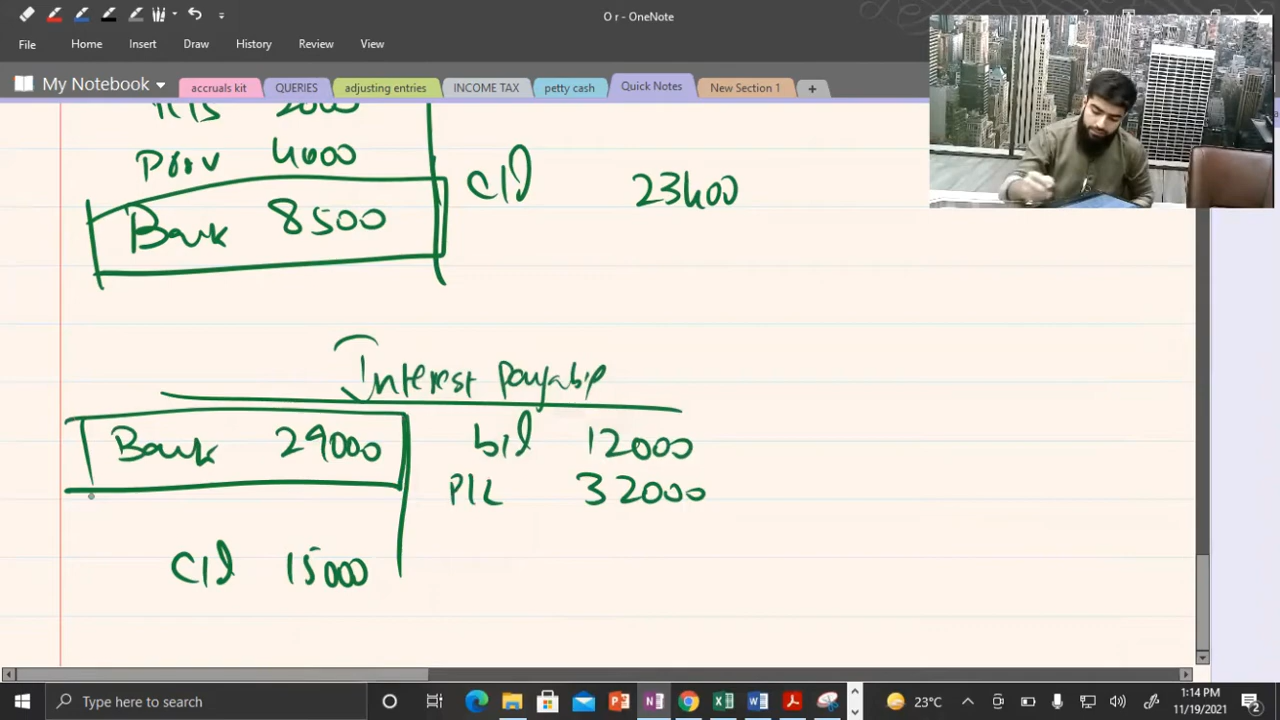 O r - OneNote
File Home Insert Draw History Review View
My Notebook accruals kit QUERIES adjusting entries INCOME TAX petty cash Quick Notes New Section 1
Prov 4000
C/d 23400
Bank 8500
Interest payable
Bank 29000 b/d 12000
P/L 32000
C/d 15000
Type here to search 23°C 1:14 PM
11/19/2021